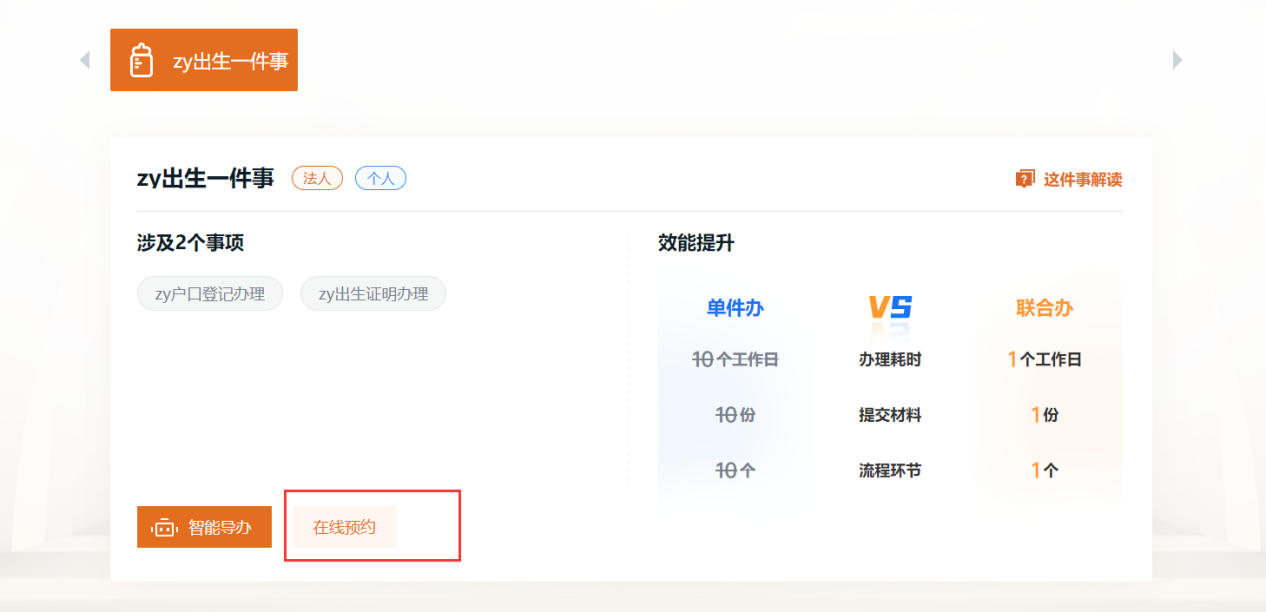 zy出生一件事
zy出生一件事 法人 个人
这件事解读
涉及2个事项
zy户口登记办理 zy出生证明办理
效能提升
单件办 VS 联合办
10个工作日 办理耗时 1个工作日
10份 提交材料 1份
10个 流程环节 1个
智能导办 在线预约